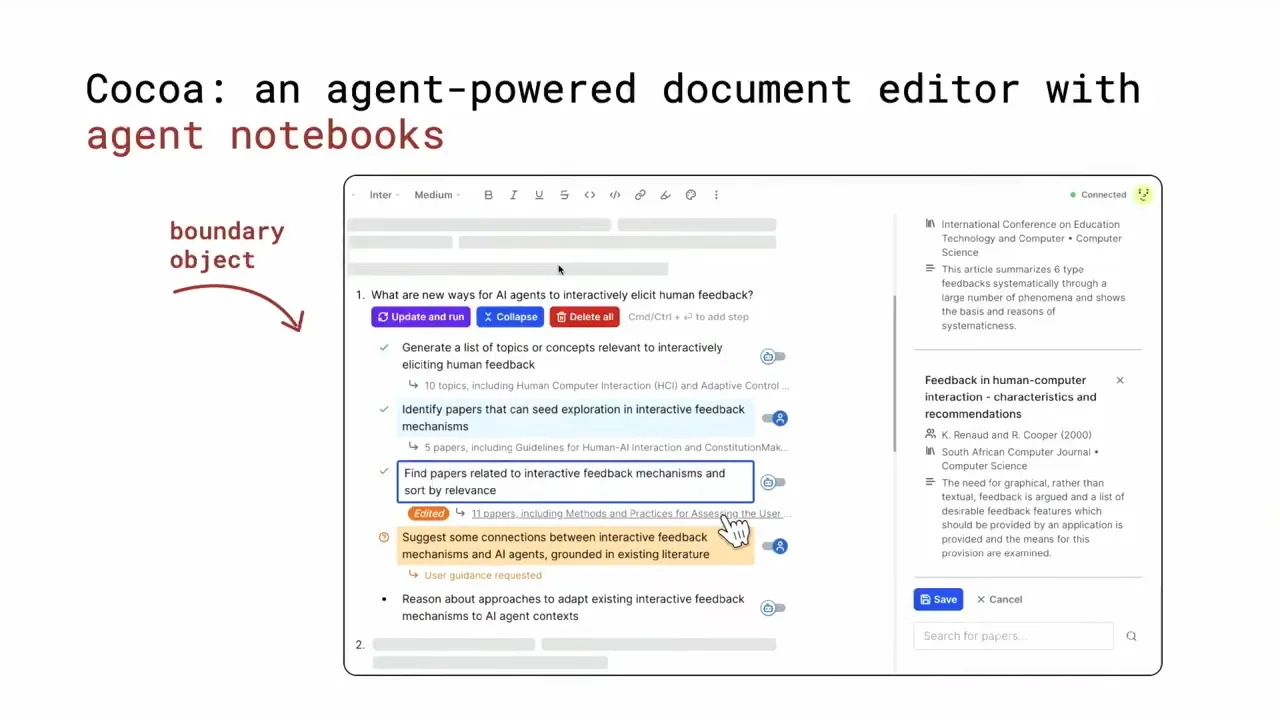 Cocoa: an agent-powered document editor with
agent notebooks
boundary
object
Inter
Medium
Connected
1. What are new ways for AI agents to interactively elicit human feedback?
Update and run
Collapse
Delete all
Cmd/Ctrl + ⏎ to add step
Generate a list of topics or concepts relevant to interactively
eliciting human feedback
10 topics, including Human Computer Interaction (HCI) and Adaptive Control ...
Identify papers that can seed exploration in interactive feedback
mechanisms
5 papers, including Guidelines for Human-AI Interaction and ConstitutionMak...
Find papers related to interactive feedback mechanisms and
sort by relevance
Edited
11 papers, including Methods and Practices for Assessing the User ...
Suggest some connections between interactive feedback
mechanisms and AI agents, grounded in existing literature
User guidance requested
Reason about approaches to adapt existing interactive feedback
mechanisms to AI agent contexts
2.
International Conference on Education
Technology and Computer • Computer
Science
This article summarizes 6 type
feedbacks systematically through a
large number of phenomena and shows
the basis and reasons of
systematicness.
Feedback in human-computer
interaction - characteristics and
recommendations
K. Renaud and R. Cooper (2000)
South African Computer Journal •
Computer Science
The need for graphical, rather than
textual, feedback is argued and a list of
desirable feedback features which
should be provided by an application is
provided and the means for this
provision are examined.
Save
Cancel
Search for papers...